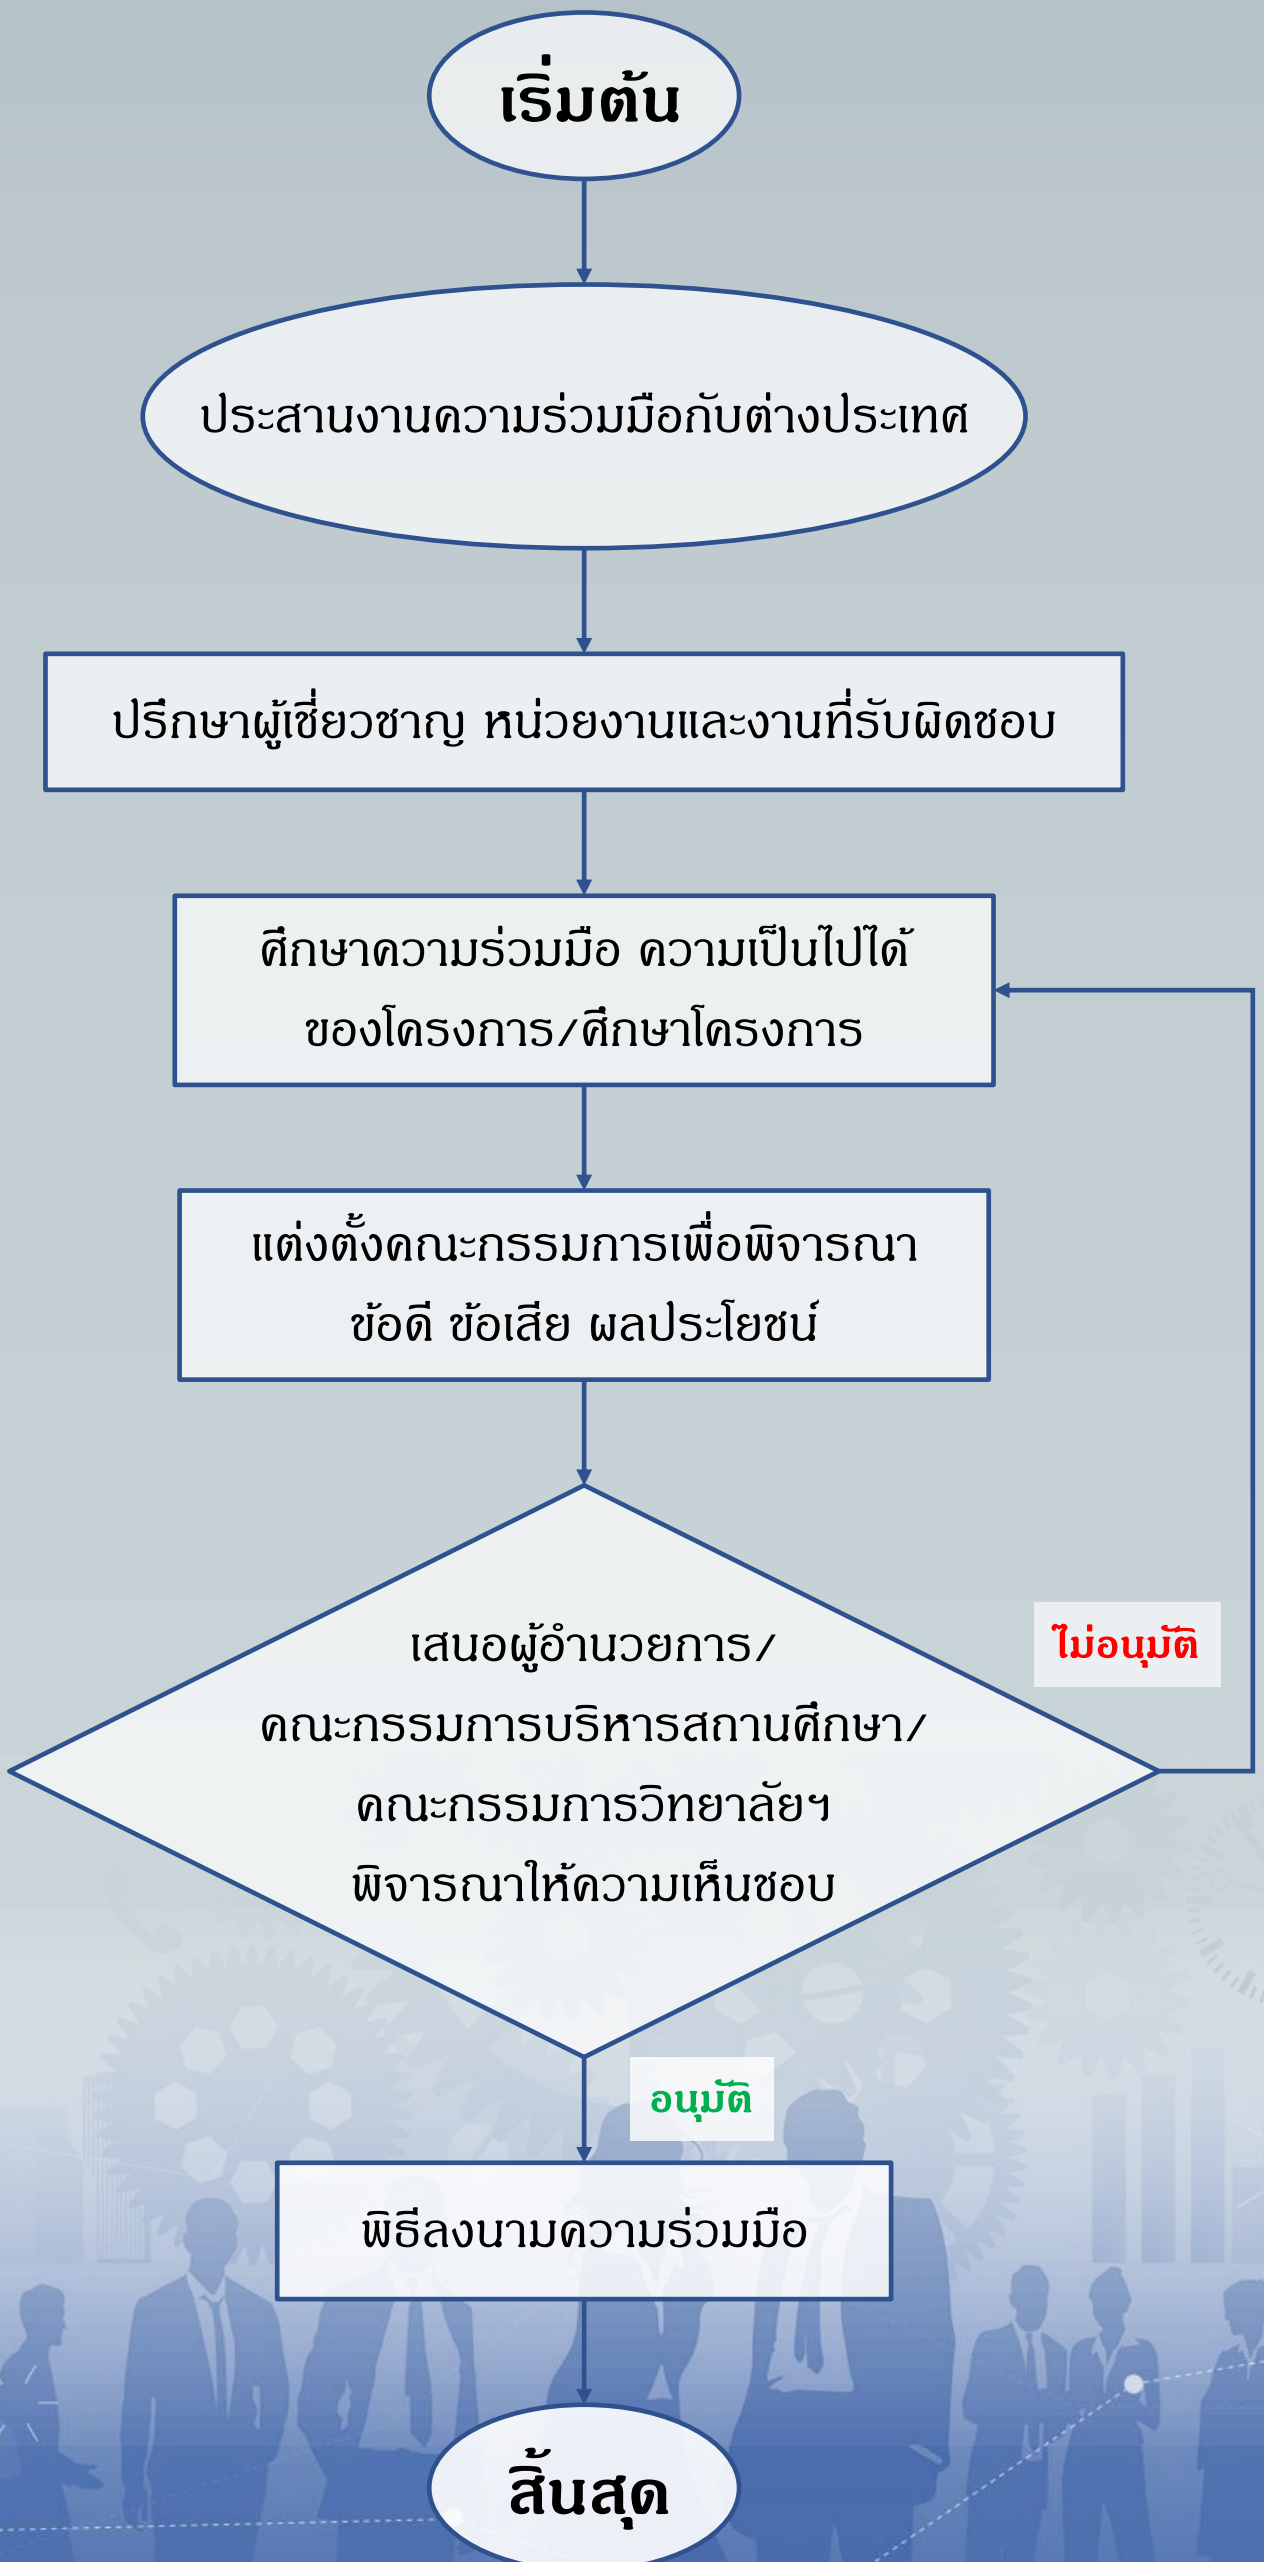 เริ่มต้น
ประสานงานความร่วมมือกับต่างประเทศ
ปรึกษาผู้เชี่ยวชาญ หน่วยงานและงานที่รับผิดชอบ
ศึกษาความร่วมมือ ความเป็นไปได้
ของโครงการ/ศึกษาโครงการ
แต่งตั้งคณะกรรมการเพื่อพิจารณา
ข้อดี ข้อเสีย ผลประโยชน์
เสนอผู้อำนวยการ/
คณะกรรมการบริหารสถานศึกษา/
คณะกรรมการวิทยาลัยฯ
พิจารณาให้ความเห็นชอบ
ไม่อนุมัติ
อนุมัติ
พิธีลงนามความร่วมมือ
สิ้นสุด